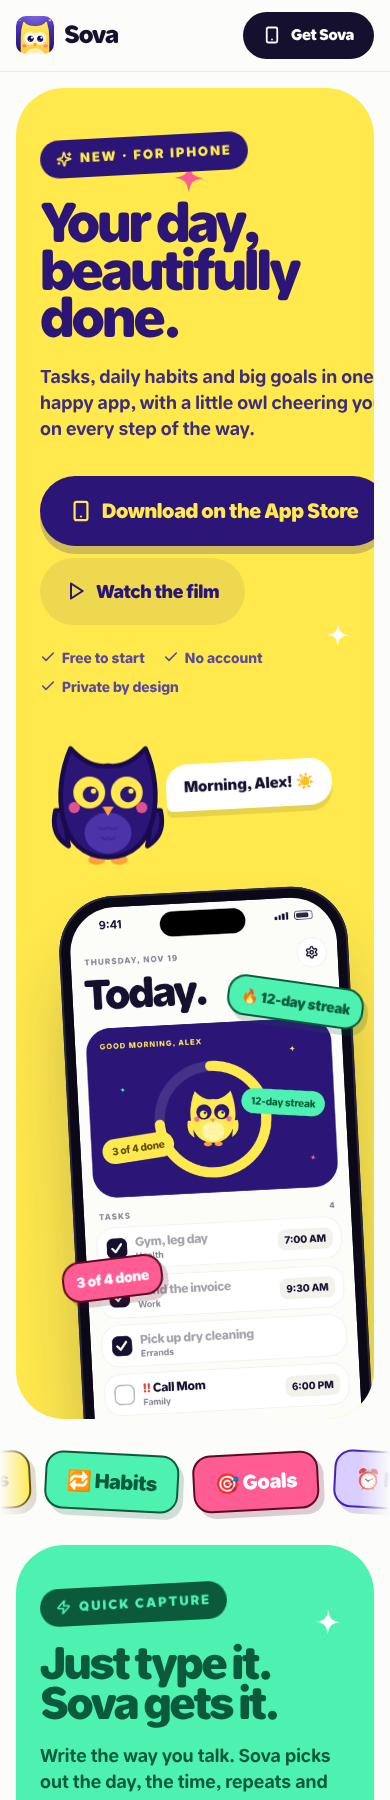 Sova
Get Sova
NEW · FOR IPHONE
Your day,
beautifully
done.
Tasks, daily habits and big goals in one
happy app, with a little owl cheering yo
on every step of the way.
Download on the App Store
Watch the film
Free to start
No account
Private by design
Morning, Alex! ☀️
9:41
THURSDAY, NOV 19
Today.
🔥 12-day streak
GOOD MORNING, ALEX
12-day streak
3 of 4 done
TASKS
4
Gym, leg day
7:00 AM
3 of 4 done
the invoice
Work
9:30 AM
Pick up dry cleaning
Errands
!! Call Mom
Family
6:00 PM
🔁 Habits
🎯 Goals
QUICK CAPTURE
Just type it.
Sova gets it.
Write the way you talk. Sova picks
out the day, the time, repeats and